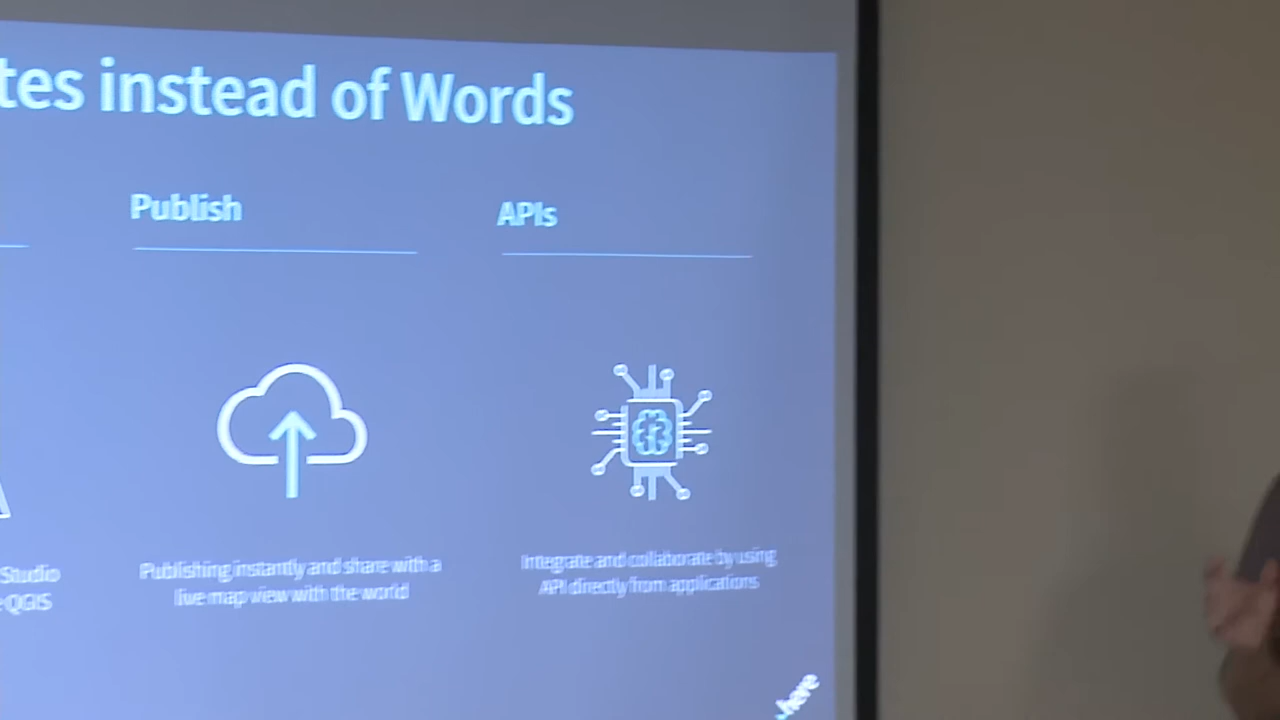 tes instead of Words
Publish
APIs
Studio
QGIS
Publishing instantly and share with a
live map view with the world
Integrate and collaborate by using
API directly from applications
here